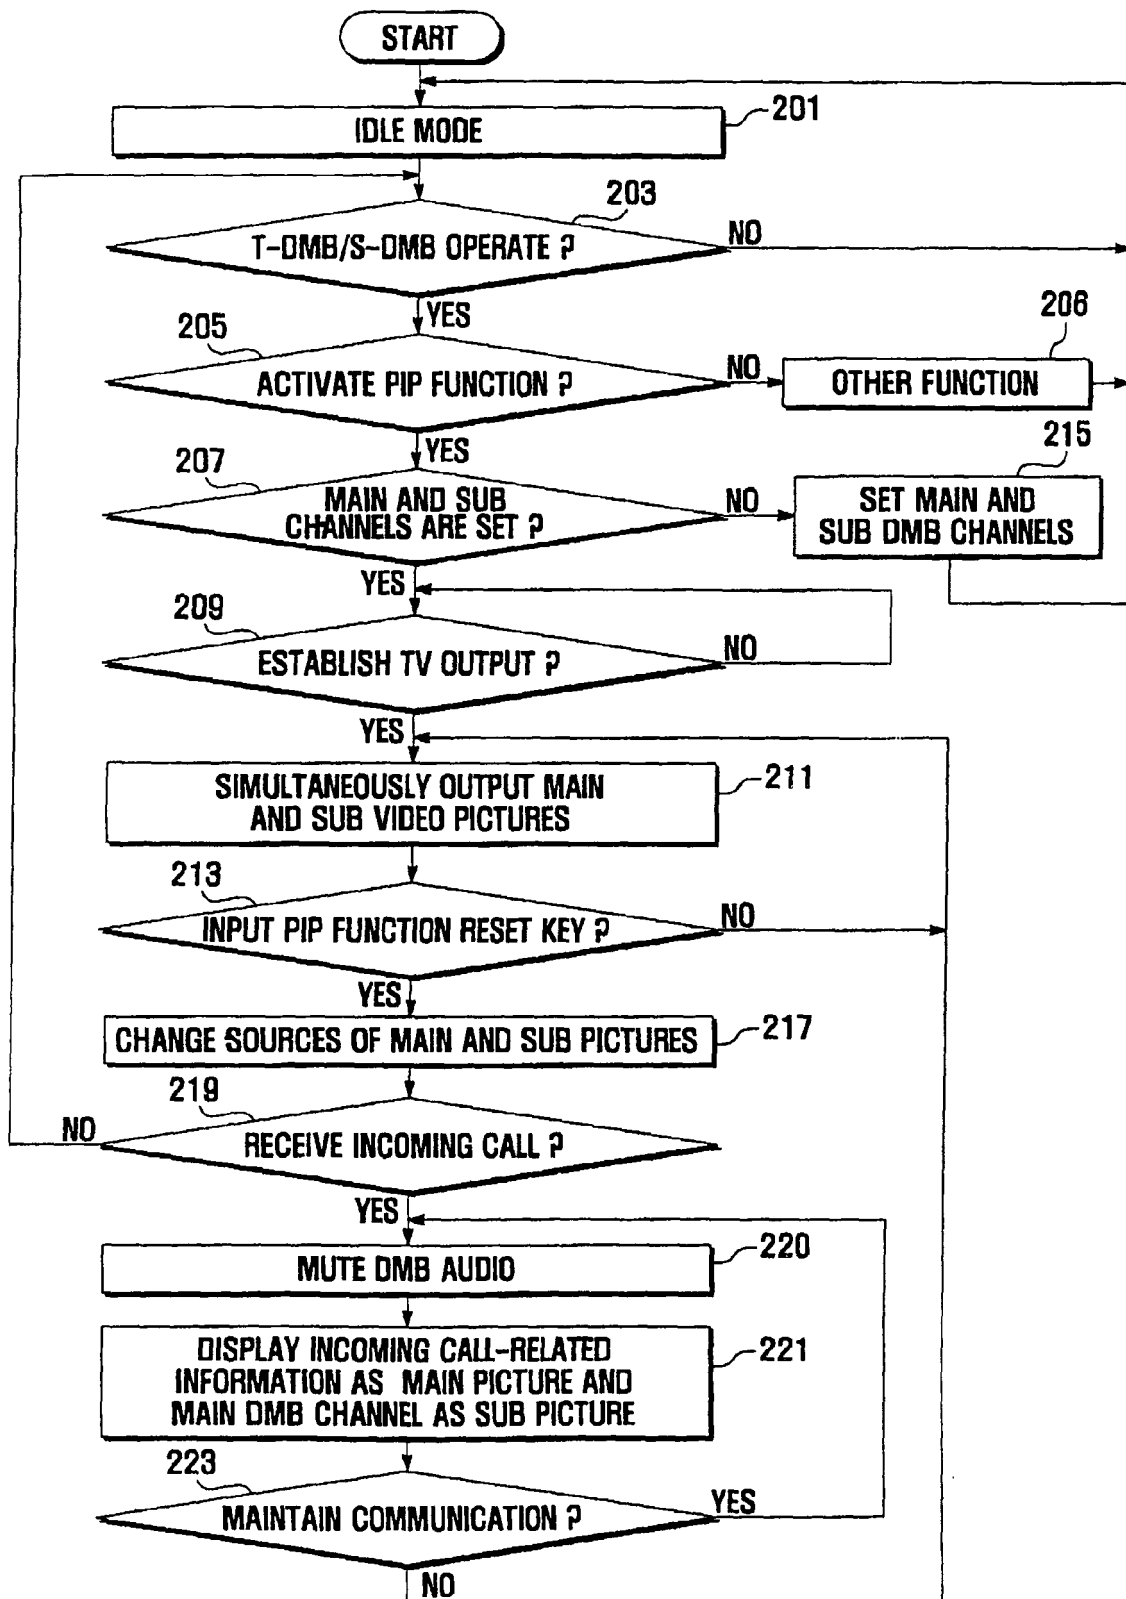 START
IDLE MODE
201
T-DMB/S-DMB OPERATE ?
203
NO
YES
205
ACTIVATE PIP FUNCTION ?
NO
OTHER FUNCTION
206
YES
207
MAIN AND SUB
CHANNELS ARE SET ?
NO
SET MAIN AND
SUB DMB CHANNELS
215
YES
209
ESTABLISH TV OUTPUT ?
NO
YES
SIMULTANEOUSLY OUTPUT MAIN
AND SUB VIDEO PICTURES
211
213
INPUT PIP FUNCTION RESET KEY ?
NO
YES
CHANGE SOURCES OF MAIN AND SUB PICTURES
217
219
NO
RECEIVE INCOMING CALL ?
YES
MUTE DMB AUDIO
220
DISPLAY INCOMING CALL-RELATED
INFORMATION AS MAIN PICTURE AND
MAIN DMB CHANNEL AS SUB PICTURE
221
223
MAINTAIN COMMUNICATION ?
YES
NO